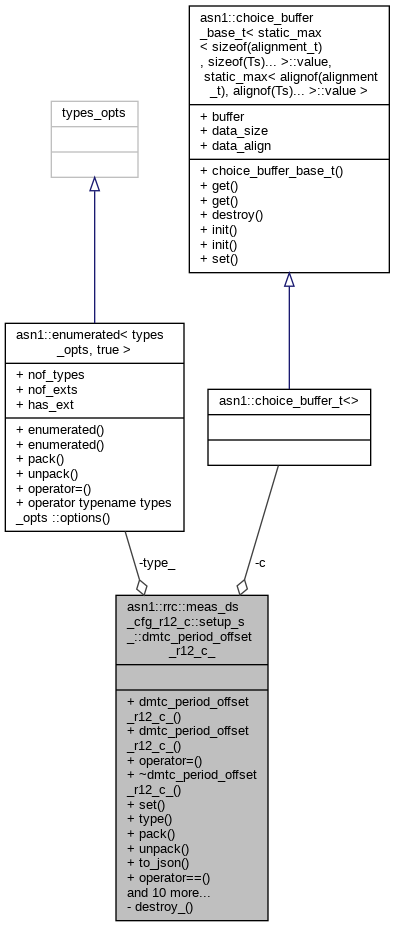 asn1::choice_buffer
_base_t< static_max
< sizeof(alignment_t)
, sizeof(Ts)... >::value,
static_max< alignof(alignment
_t), alignof(Ts)... >::value >
+ buffer
+ data_size
+ data_align
+ choice_buffer_base_t()
+ get()
+ get()
+ destroy()
+ init()
+ init()
+ set()
types_opts
asn1::enumerated< types
_opts, true >
+ nof_types
+ nof_exts
+ has_ext
+ enumerated()
+ enumerated()
+ pack()
+ unpack()
+ operator=()
+ operator typename types
_opts ::options()
asn1::choice_buffer_t<>
-type_
-c
asn1::rrc::meas_ds
_cfg_r12_c::setup_s
_::dmtc_period_offset
_r12_c_
+ dmtc_period_offset
_r12_c_()
+ dmtc_period_offset
_r12_c_()
+ operator=()
+ ~dmtc_period_offset
_r12_c_()
+ set()
+ type()
+ pack()
+ unpack()
+ to_json()
+ operator==()
and 10 more...
- destroy_()